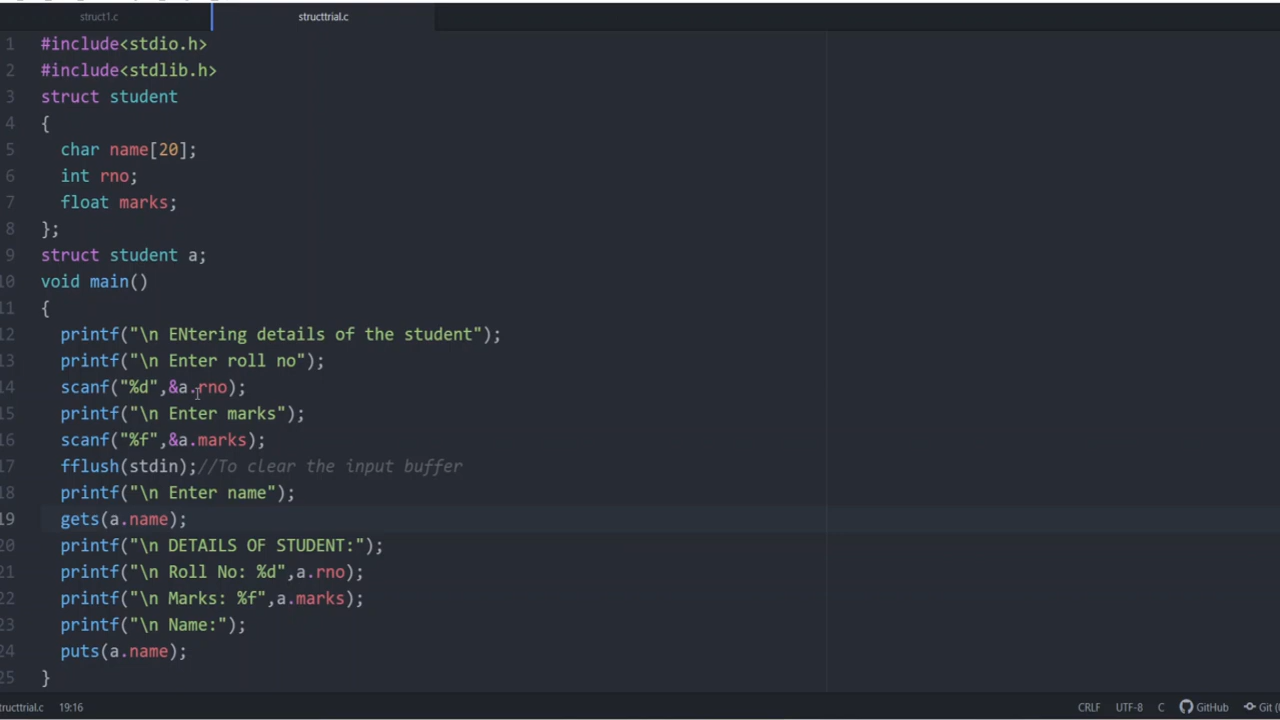 struct1.c
structtrial.c
1 #include<stdio.h>
2 #include<stdlib.h>
3 struct student
4 {
5 char name[20];
6 int rno;
7 float marks;
8 };
9 struct student a;
10 void main()
11 {
12 printf("\n ENtering details of the student");
13 printf("\n Enter roll no");
14 scanf("%d",&a.rno);
15 printf("\n Enter marks");
16 scanf("%f",&a.marks);
17 fflush(stdin);//To clear the input buffer
18 printf("\n Enter name");
19 gets(a.name);
20 printf("\n DETAILS OF STUDENT:");
21 printf("\n Roll No: %d",a.rno);
22 printf("\n Marks: %f",a.marks);
23 printf("\n Name:");
24 puts(a.name);
25 }
tructtrial.c 19:16 CRLF UTF-8 C GitHub Git (